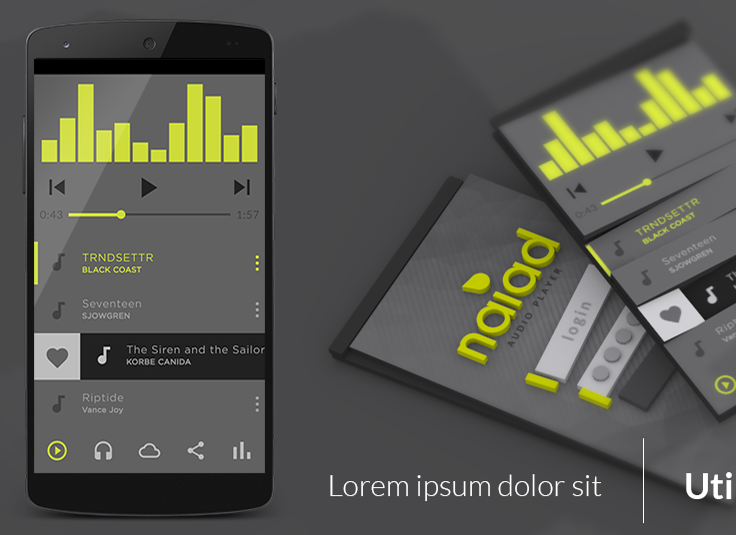 0:43
1:57
TRNDSETTR
BLACK COAST
Seventeen
SJOWGREN
The Siren and the Sailor
KORBE CANIDA
Riptide
Vance Joy
naiad
AUDIO PLAYER
login
0:43
TRNDSETTR
BLACK COAST
Seventeen
SJOWGREN
Lorem ipsum dolor sit
Uti